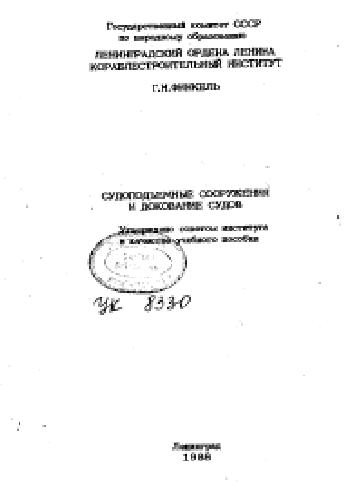 Государственный комитет СССР
по народному образованию
ЛЕНИНГРАДСКИЙ ОРДЕНА ЛЕНИНА
КОРАБЛЕСТРОИТЕЛЬНЫЙ ИНСТИТУТ
Г.Н.ФИНКЕЛЬ
СУДОПОДЪЕМНЫЕ СООРУЖЕНИЯ
И ДОКОВАНИЕ СУДОВ
Утверждено советом института
в качестве учебного пособия
УК 8330
Ленинград
1988